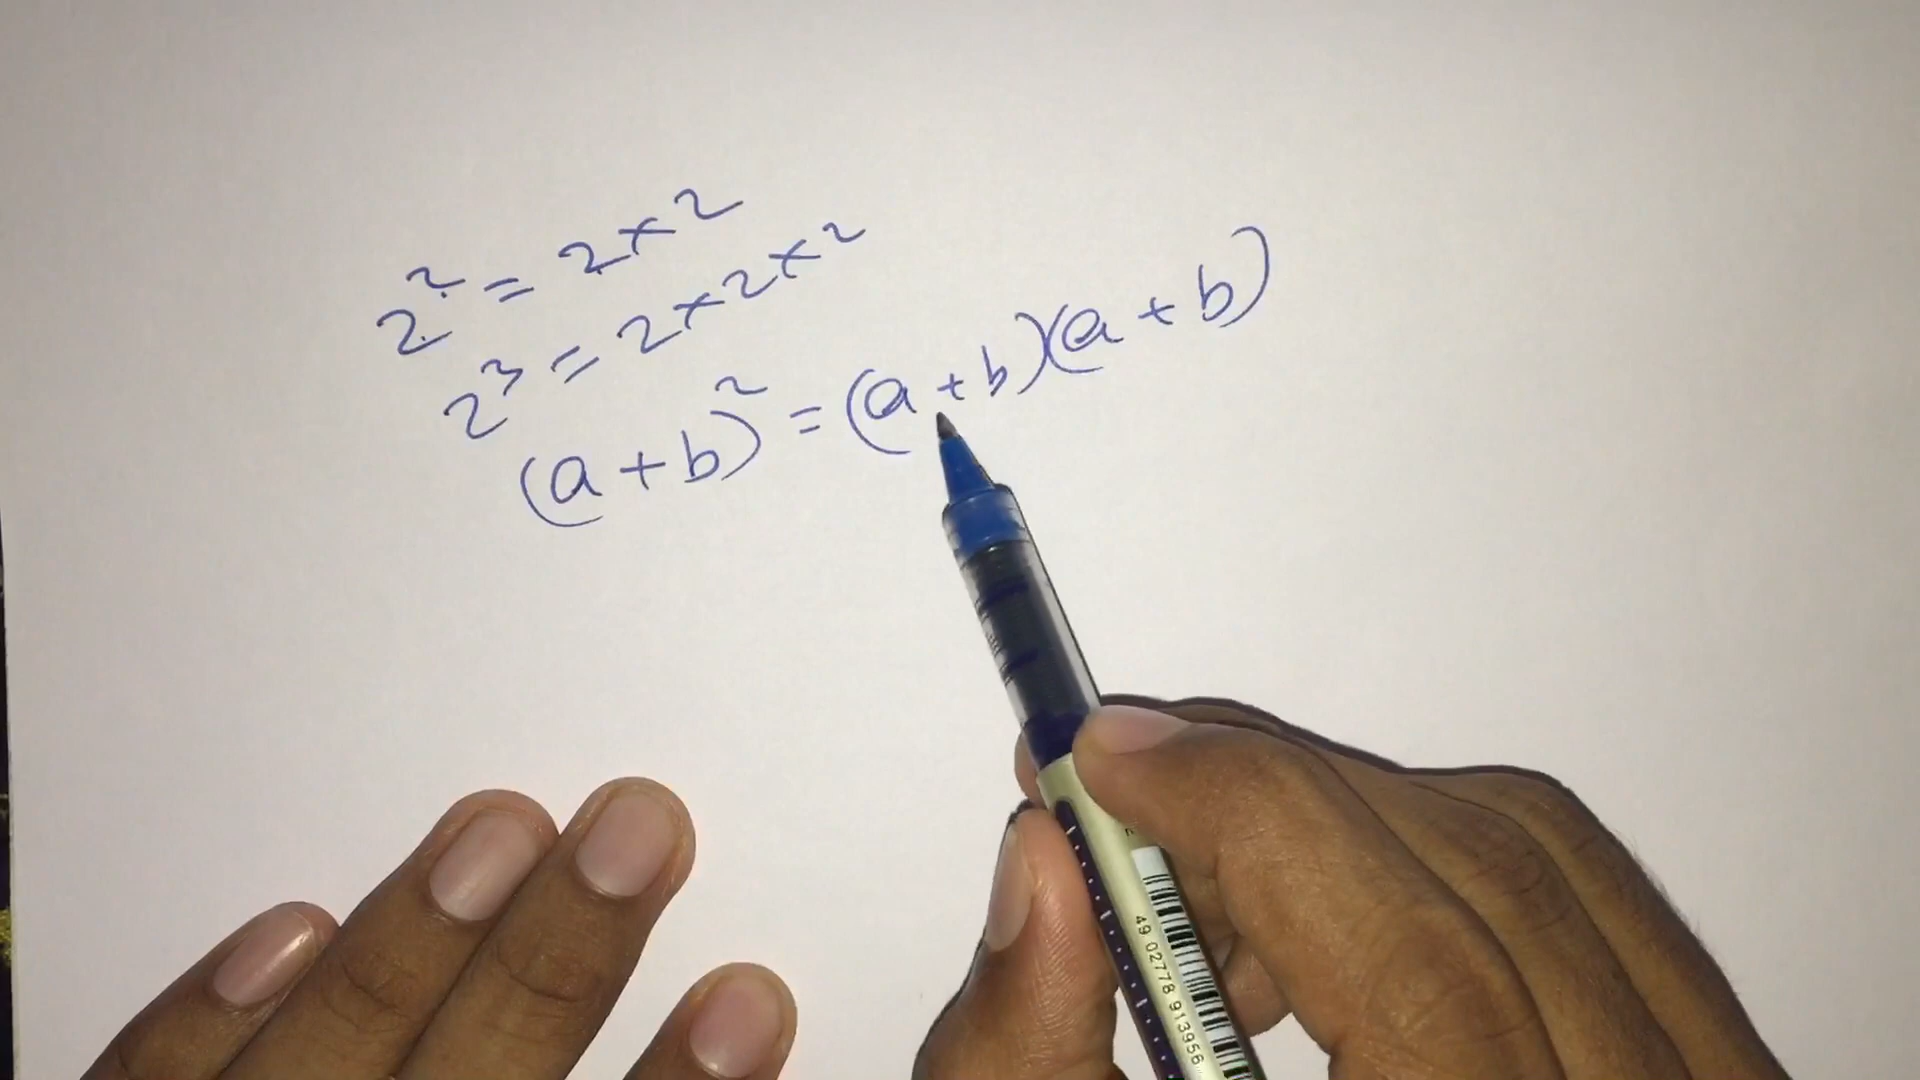 2² = 2 × 2
2³ = 2 × 2 × 2
(a + b)² = (a + b)(a + b)
49 02778 913956